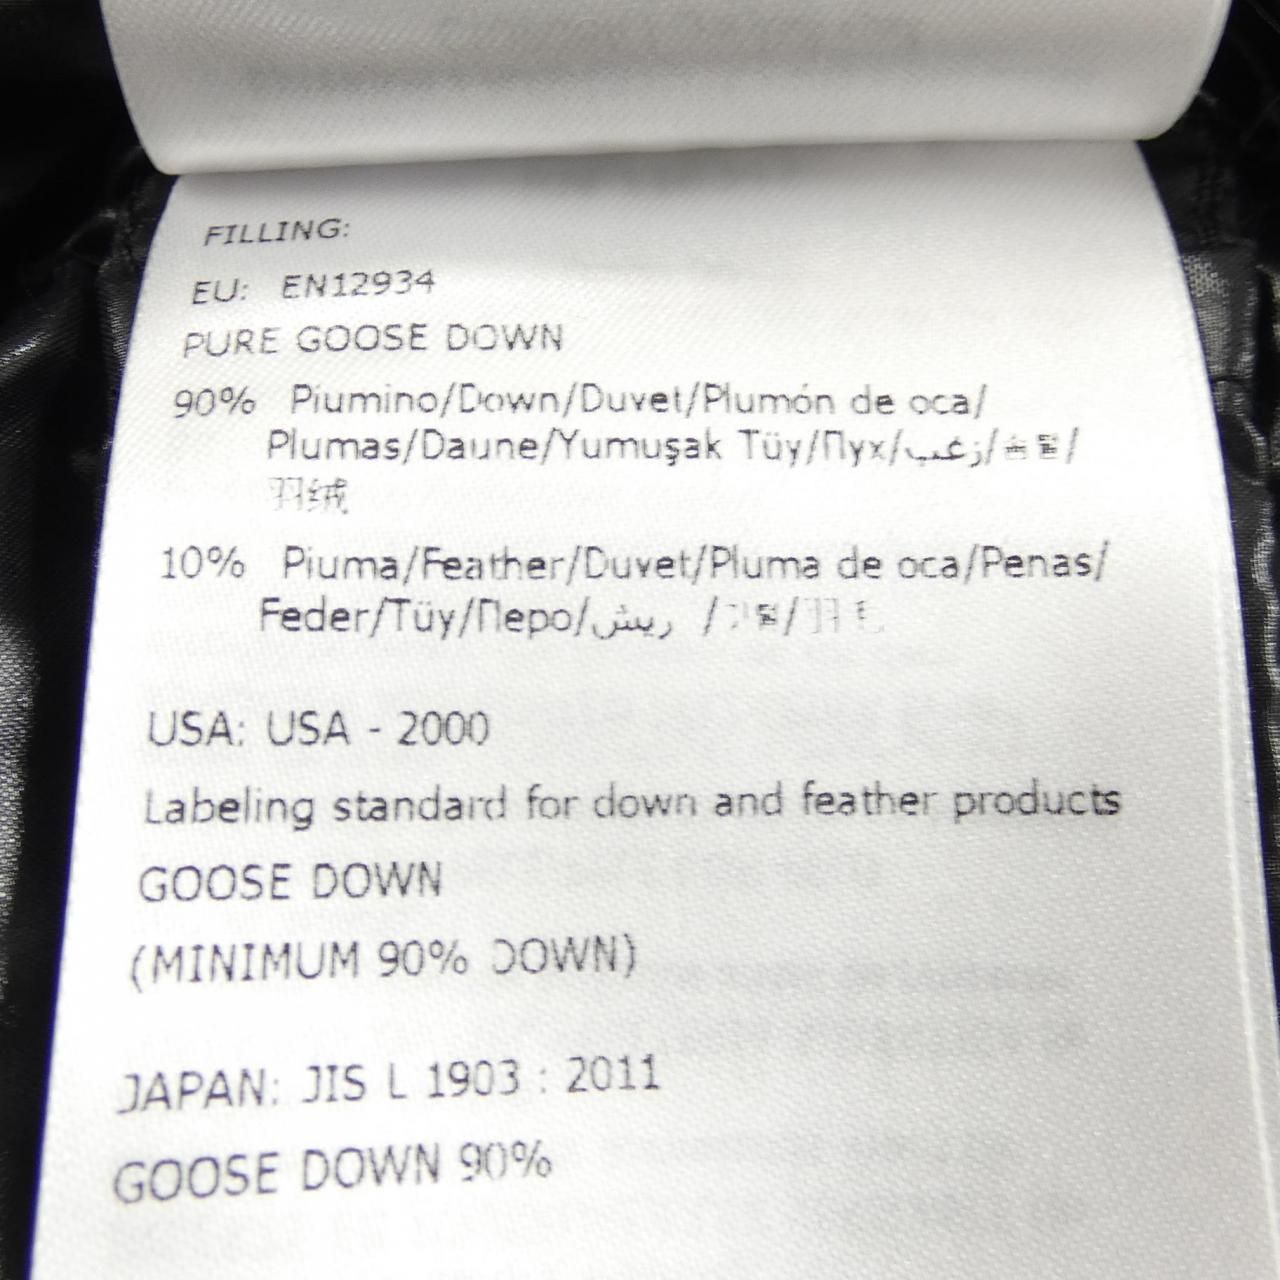 FILLING:
EU: EN12934
PURE GOOSE DOWN
90% Piumino/Down/Duvet/Plumón de oca/
Plumas/Daune/Yumuşak Tüy/Пух/زغب/
羽绒
10% Piuma/Feather/Duvet/Pluma de oca/Penas/
Feder/Tüy/Перо/ريش /羽毛
USA: USA - 2000
Labeling standard for down and feather products
GOOSE DOWN
(MINIMUM 90% DOWN)
JAPAN: JIS L 1903 : 2011
GOOSE DOWN 90%